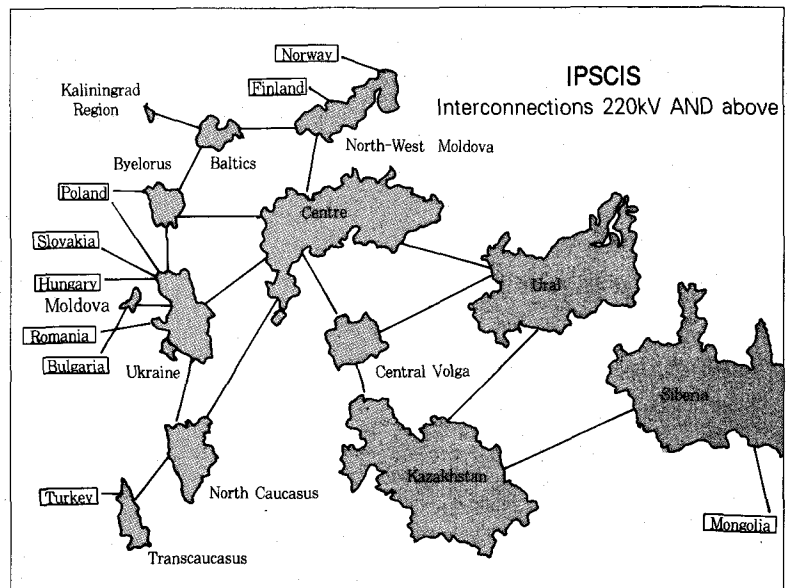 Norway
IPSCIS
Finland
Interconnections 220kV AND above
Kaliningrad
Region
North-West Moldova
Byelorus
Baltics
Poland
Centre
Slovakia
Hungary
Ural
Moldova
Romania
Bulgaria
Ukraine
Central Volga
Siberia
Kazakhstan
North Caucasus
Turkey
Mongolia
Transcaucasus